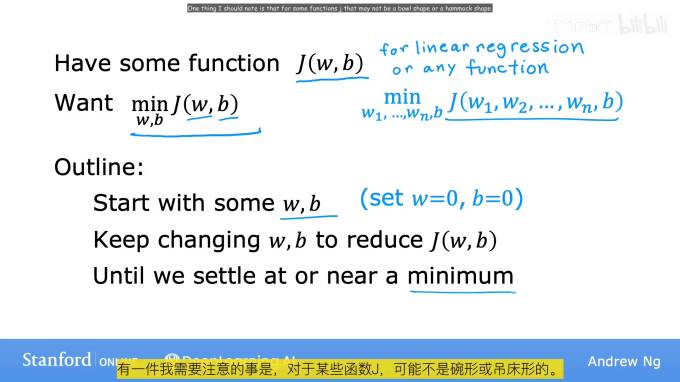 One thing I should note is that for some functions j that may not be a bowl shape or a hammock shape.
bilibili
Have some function J(w, b) for linear regression
or any function
Want min J(w, b) min J(w₁, w₂, ..., wₙ, b)
w,b w₁, ...,wₙ,b
Outline:
Start with some w, b (set w=0, b=0)
Keep changing w, b to reduce J(w, b)
Until we settle at or near a minimum
Stanford ONLINE DeepLearning.AI Andrew Ng
有一件我需要注意的事是，对于某些函数J，可能不是碗形或吊床形的。